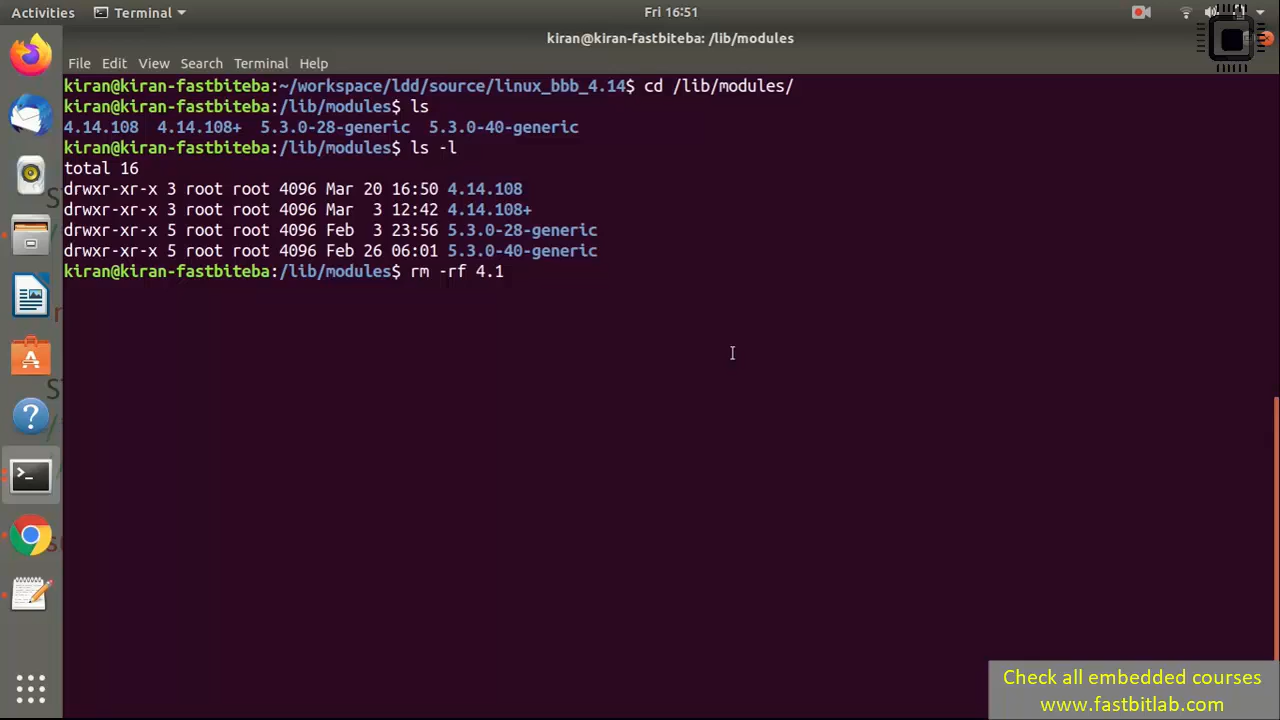 Activities Terminal Fri 16:51
kiran@kiran-fastbiteba: /lib/modules
File Edit View Search Terminal Help
kiran@kiran-fastbiteba:~/workspace/ldd/source/linux_bbb_4.14$ cd /lib/modules/
kiran@kiran-fastbiteba:/lib/modules$ ls
4.14.108 4.14.108+ 5.3.0-28-generic 5.3.0-40-generic
kiran@kiran-fastbiteba:/lib/modules$ ls -l
total 16
drwxr-xr-x 3 root root 4096 Mar 20 16:50 4.14.108
drwxr-xr-x 3 root root 4096 Mar  3 12:42 4.14.108+
drwxr-xr-x 5 root root 4096 Feb  3 23:56 5.3.0-28-generic
drwxr-xr-x 5 root root 4096 Feb 26 06:01 5.3.0-40-generic
kiran@kiran-fastbiteba:/lib/modules$ rm -rf 4.1
Check all embedded courses
www.fastbitlab.com